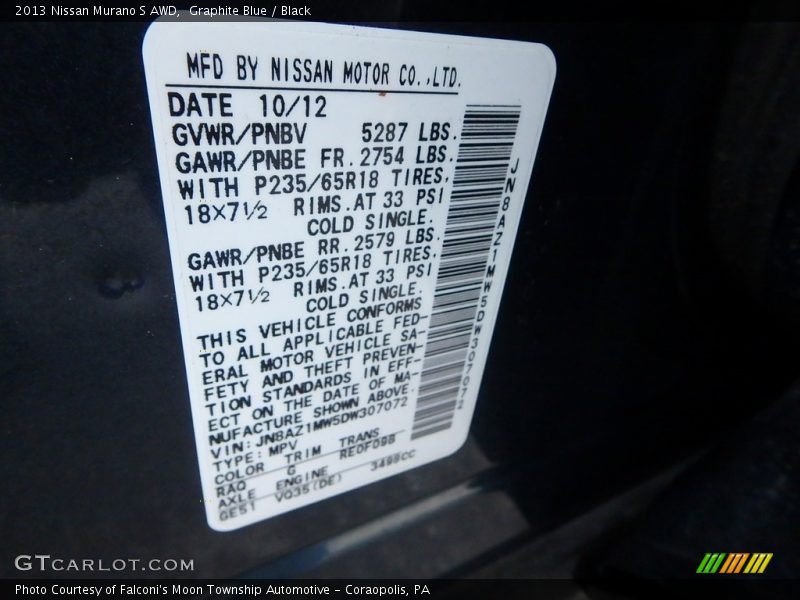 2013 Nissan Murano S AWD,  Graphite Blue / Black
MFD BY NISSAN MOTOR CO.,LTD.
DATE 10/12
GVWR/PNBV 5287 LBS.
GAWR/PNBE FR.2754 LBS.
WITH P235/65R18 TIRES.
18×7½ RIMS.AT 33 PSI
COLD SINGLE.
GAWR/PNBE RR.2579 LBS.
WITH P235/65R18 TIRES.
18×7½ RIMS.AT 33 PSI
COLD SINGLE.
THIS VEHICLE CONFORMS
TO ALL APPLICABLE FED-
ERAL MOTOR VEHICLE SA-
FETY AND THEFT PREVEN-
TION STANDARDS IN EFF-
ECT ON THE DATE OF MA-
NUFACTURE SHOWN ABOVE.
VIN:JN8AZ1MW5DW307072
TYPE:MPV
COLOR TRIM TRANS
RAQ G RE0F09B
AXLE ENGINE
GE51 VQ35(DE) 3498CC
JN8AZ1MW5DW307072
GTCARLOT.COM
Photo Courtesy of Falconi's Moon Township Automotive - Coraopolis, PA